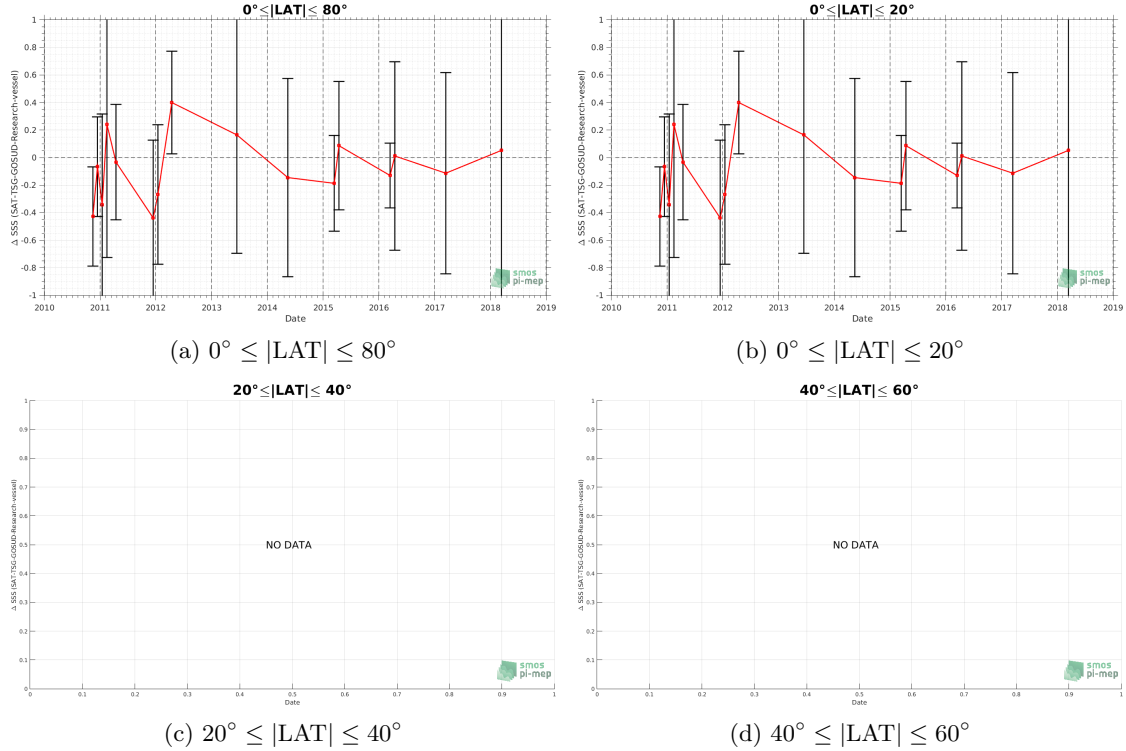 0°≤|LAT|≤ 80°
Δ SSS (SAT-TSG-GOSUD-Research-vessel)
1
0.8
0.6
0.4
0.2
0
-0.2
-0.4
-0.6
-0.8
-1
2010 2011 2012 2013 2014 2015 2016 2017 2018 2019
Date
smos
pi-mep
(a) 0° ≤ |LAT| ≤ 80°
0°≤|LAT|≤ 20°
Δ SSS (SAT-TSG-GOSUD-Research-vessel)
1
0.8
0.6
0.4
0.2
0
-0.2
-0.4
-0.6
-0.8
-1
2010 2011 2012 2013 2014 2015 2016 2017 2018 2019
Date
smos
pi-mep
(b) 0° ≤ |LAT| ≤ 20°
20°≤|LAT|≤ 40°
Δ SSS (SAT-TSG-GOSUD-Research-vessel)
1
0.9
0.8
0.7
0.6
0.5
0.4
0.3
0.2
0.1
0
NO DATA
0 0.1 0.2 0.3 0.4 0.5 0.6 0.7 0.8 0.9 1
Date
smos
pi-mep
(c) 20° ≤ |LAT| ≤ 40°
40°≤|LAT|≤ 60°
Δ SSS (SAT-TSG-GOSUD-Research-vessel)
1
0.9
0.8
0.7
0.6
0.5
0.4
0.3
0.2
0.1
0
NO DATA
0 0.1 0.2 0.3 0.4 0.5 0.6 0.7 0.8 0.9 1
Date
smos
pi-mep
(d) 40° ≤ |LAT| ≤ 60°